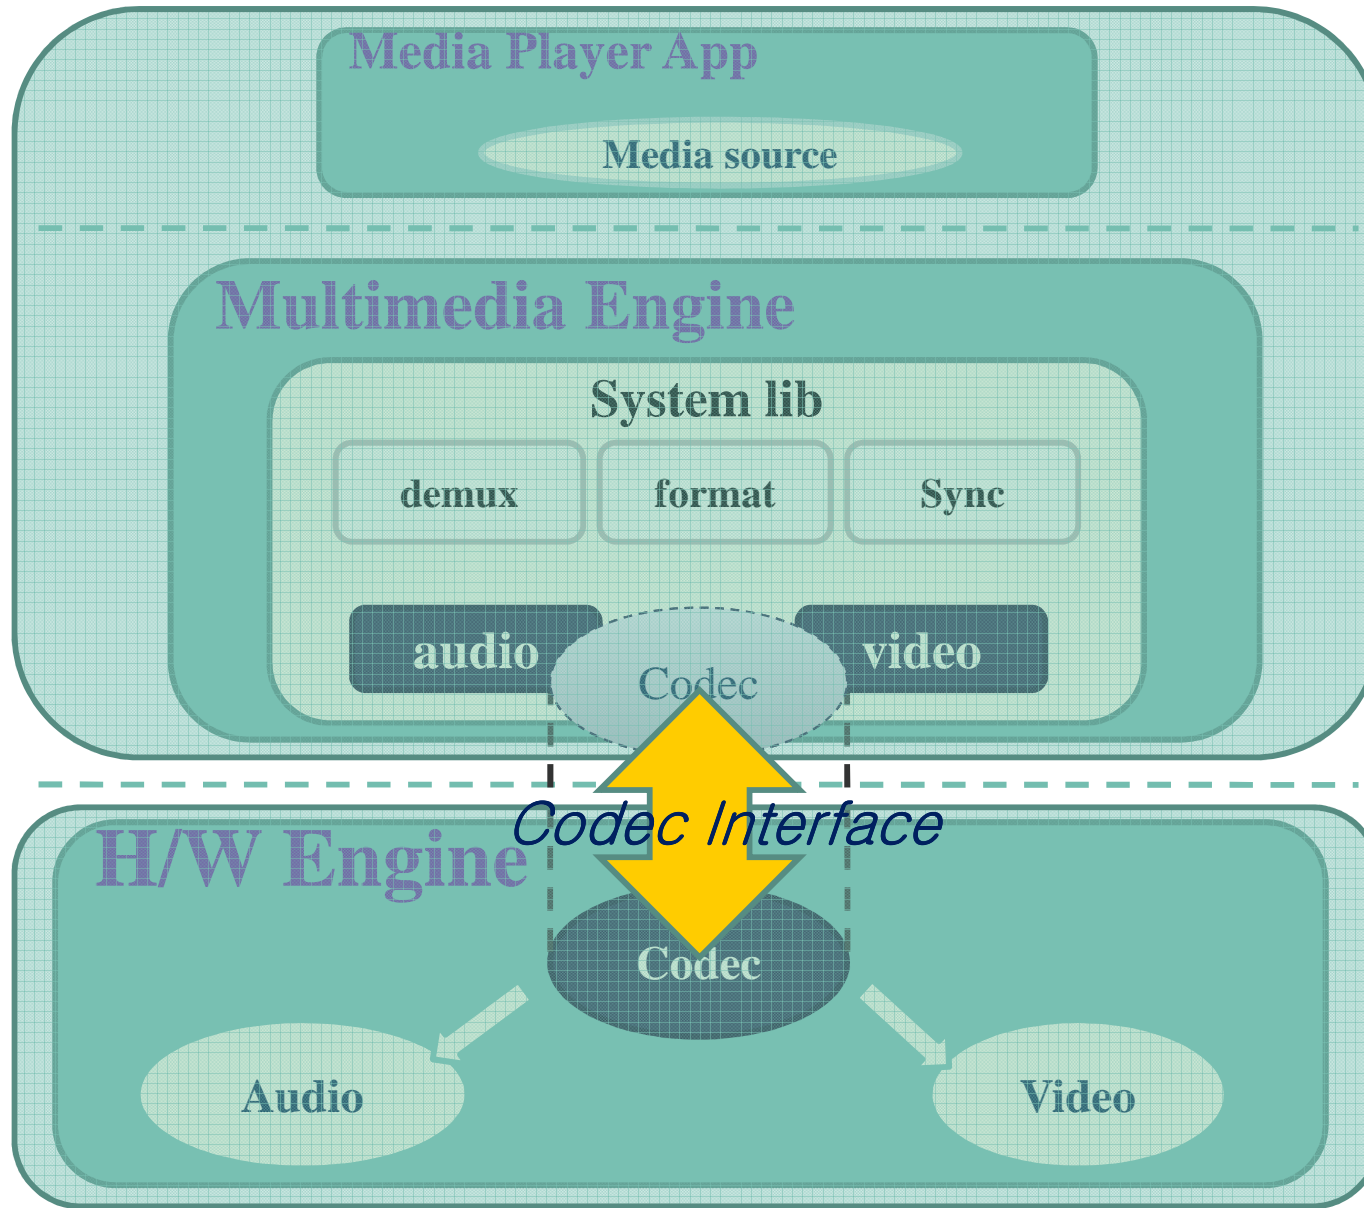 Media Player App
Media source
Multimedia Engine
System lib
demux
format
Sync
audio
video
Codec
Codec Interface
H/W Engine
Codec
Audio
Video